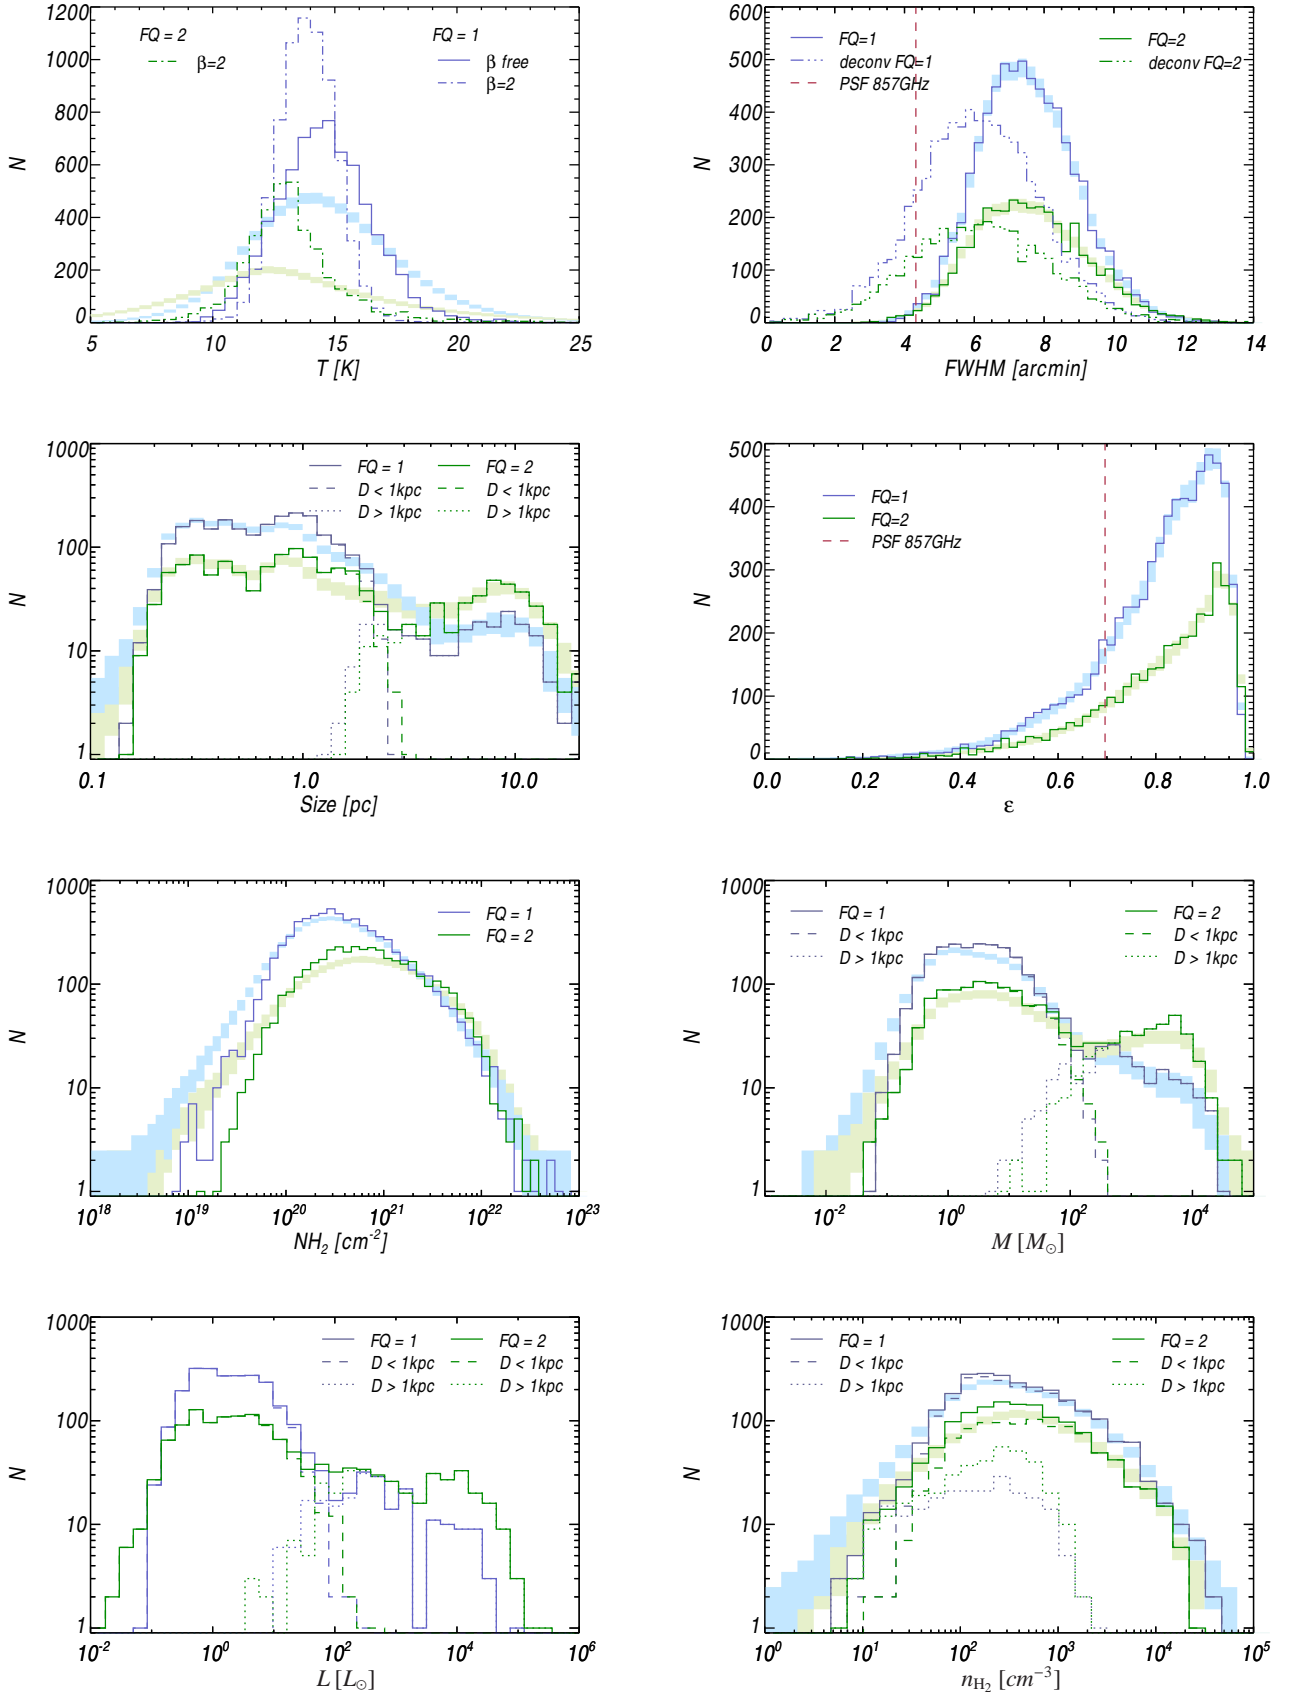 FQ = 2 FQ = 1
β=2 β free
β=2
1200
1000
800
600
400
200
0
N
5 10 15 20 25
T [K]
FQ=1 FQ=2
deconv FQ=1 deconv FQ=2
PSF 857GHz
600
500
400
300
200
100
0
N
0 2 4 6 8 10 12 14
FWHM [arcmin]
FQ = 1 FQ = 2
D < 1kpc D < 1kpc
D > 1kpc D > 1kpc
1000
100
10
1
N
0.1 1.0 10.0
Size [pc]
FQ=1
FQ=2
PSF 857GHz
500
400
300
200
100
0
N
0.0 0.2 0.4 0.6 0.8 1.0
ε
FQ = 1
FQ = 2
1000
100
10
1
N
10^18 10^19 10^20 10^21 10^22 10^23
NH₂ [cm⁻²]
FQ = 1 FQ = 2
D < 1kpc D < 1kpc
D > 1kpc D > 1kpc
1000
100
10
1
N
10^-2 10^0 10^2 10^4
M [M⊙]
FQ = 1 FQ = 2
D < 1kpc D < 1kpc
D > 1kpc D > 1kpc
1000
100
10
1
N
10^-2 10^0 10^2 10^4 10^6
L [L⊙]
FQ = 1 FQ = 2
D < 1kpc D < 1kpc
D > 1kpc D > 1kpc
1000
100
10
1
N
10^0 10^1 10^2 10^3 10^4 10^5
n_H₂ [cm⁻³]